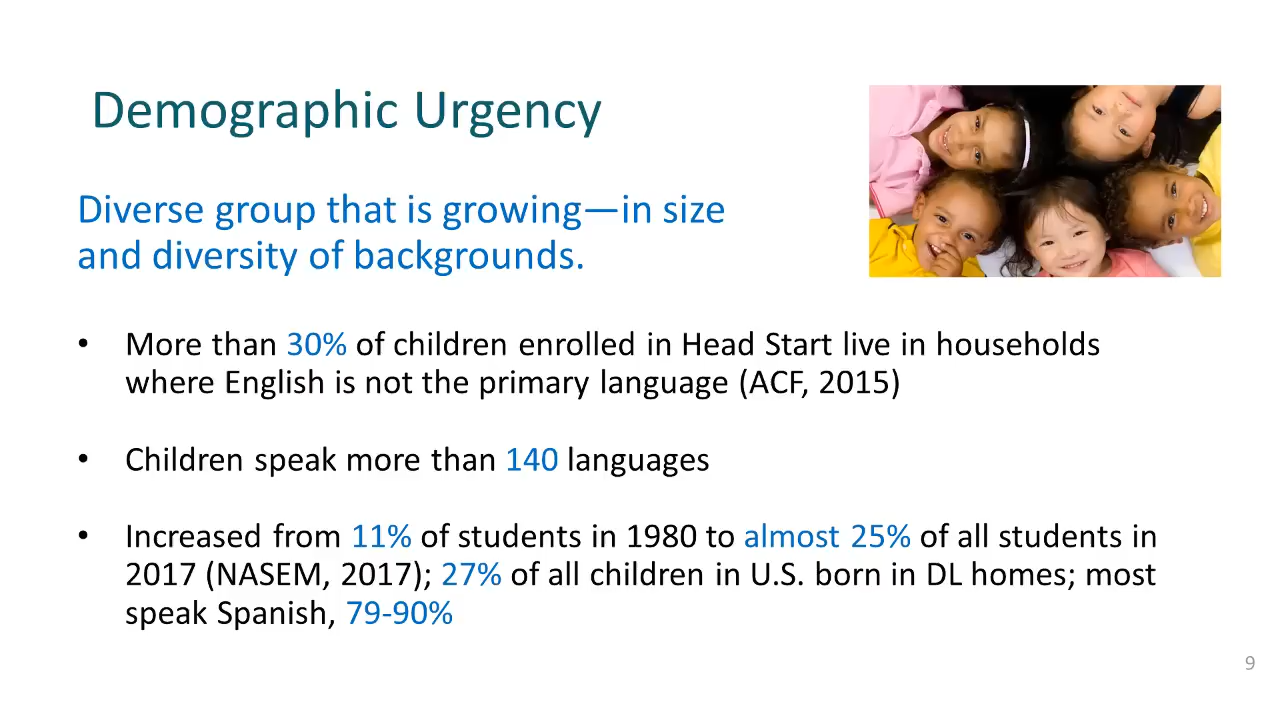 Demographic Urgency
Diverse group that is growing—in size
and diversity of backgrounds.
• More than 30% of children enrolled in Head Start live in households
where English is not the primary language (ACF, 2015)
• Children speak more than 140 languages
• Increased from 11% of students in 1980 to almost 25% of all students in
2017 (NASEM, 2017); 27% of all children in U.S. born in DL homes; most
speak Spanish, 79-90%
9